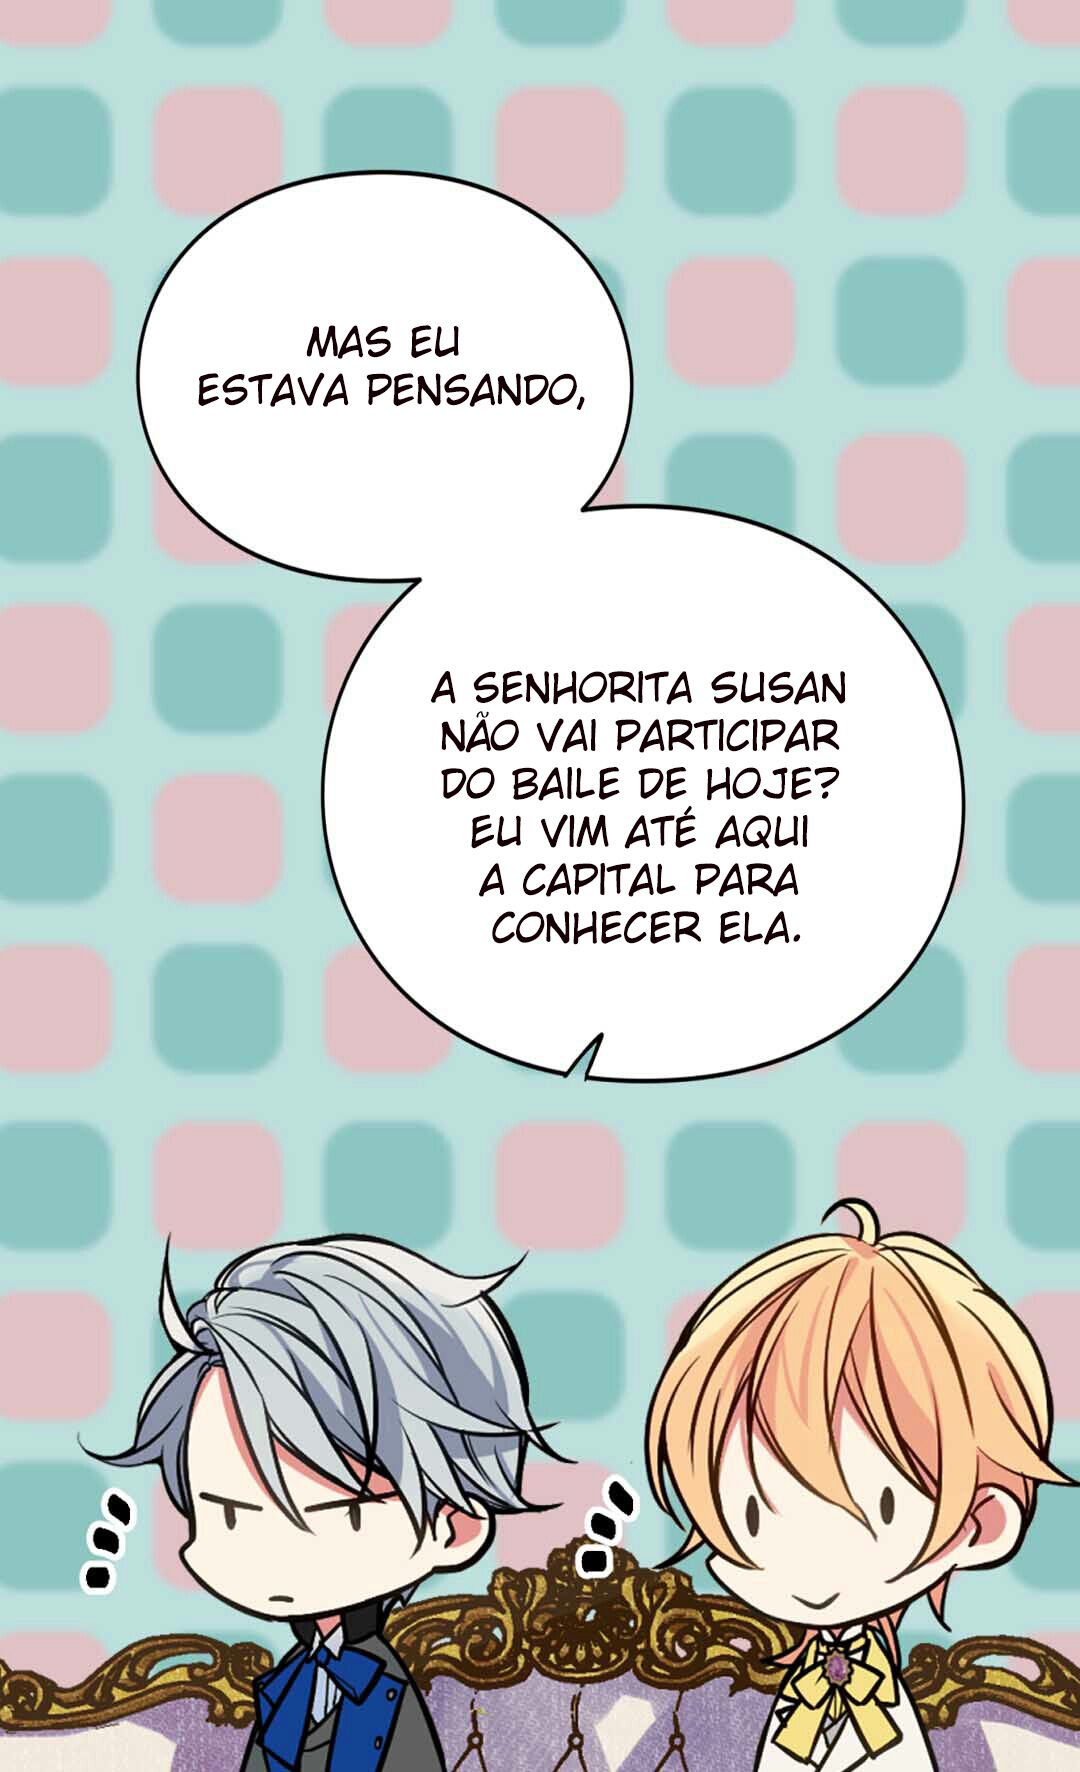 MAS EU
ESTAVA PENSANDO,
A SENHORITA SUSAN
NÃO VAI PARTICIPAR
DO BAILE DE HOJE?
EU VIM ATÉ AQUI
A CAPITAL PARA
CONHECER ELA.